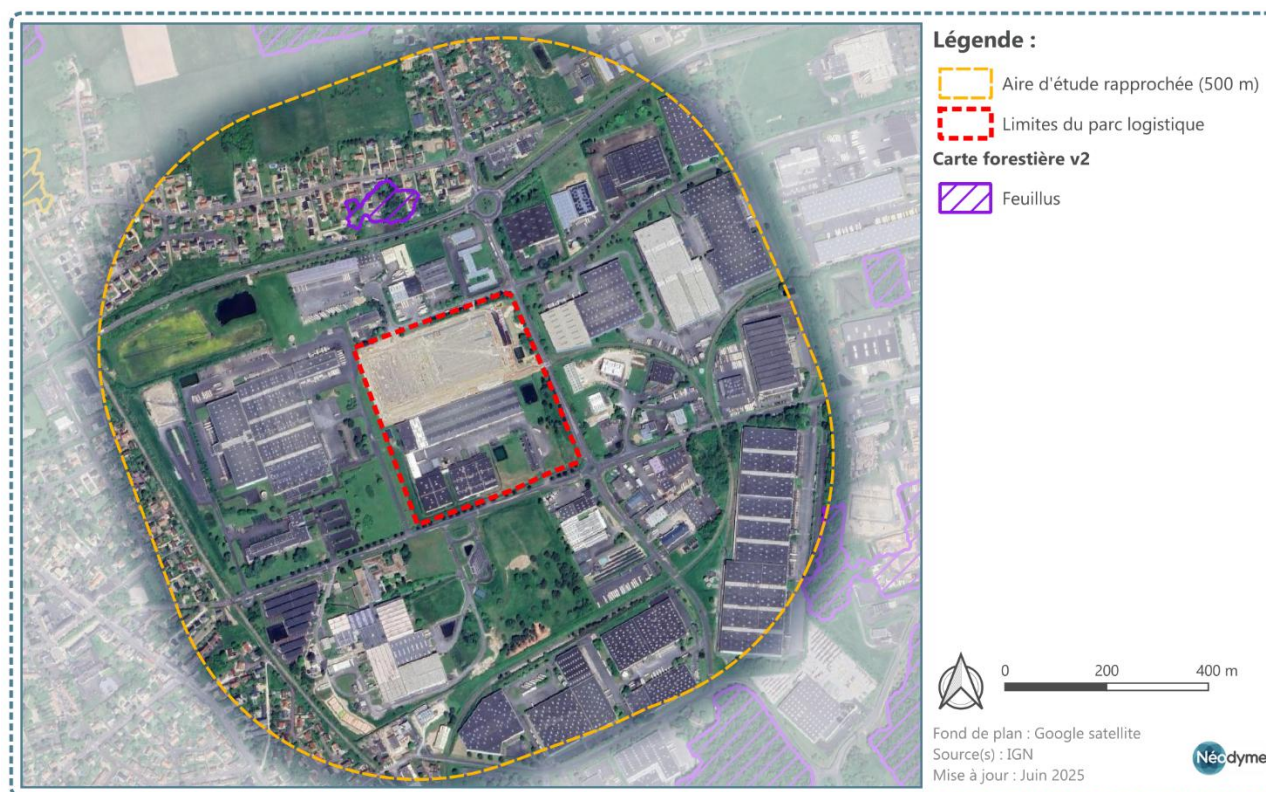 Légende :
Aire d'étude rapprochée (500 m)
Limites du parc logistique
Carte forestière v2
Feuillus
0 200 400 m
Fond de plan : Google satellite
Source(s) : IGN
Mise à jour : Juin 2025
Néodyme